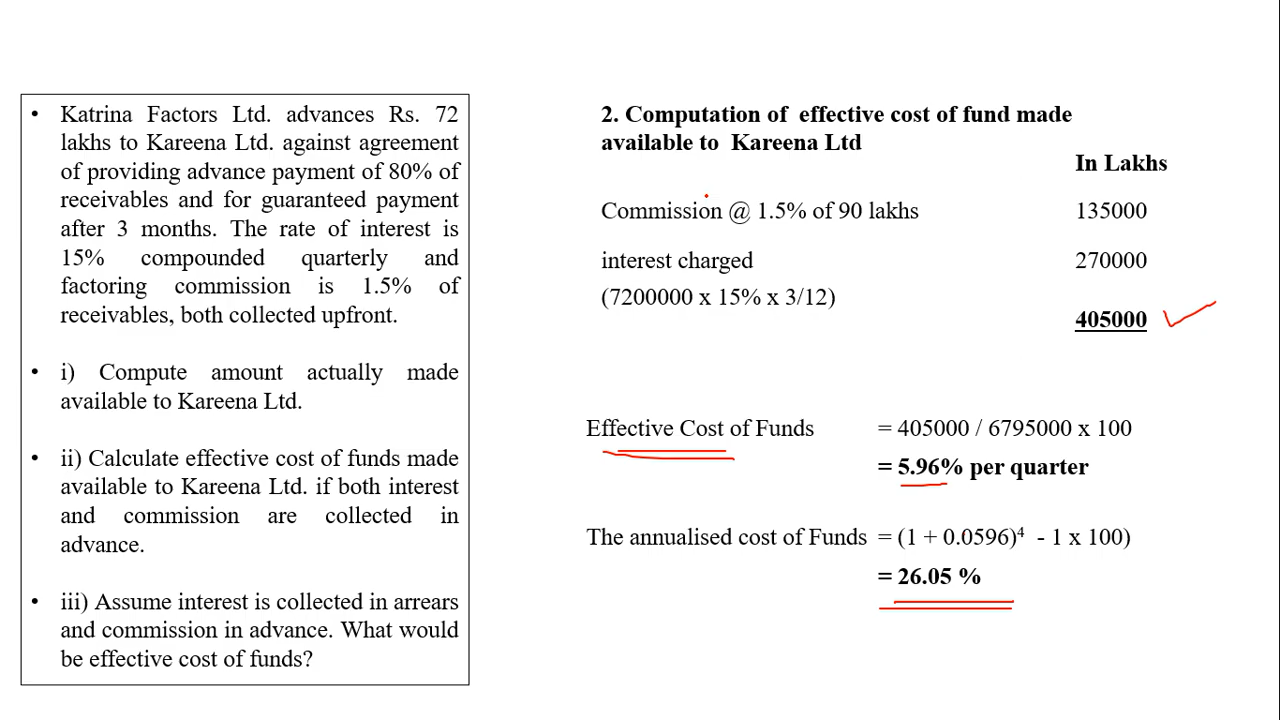 • Katrina Factors Ltd. advances Rs. 72
lakhs to Kareena Ltd. against agreement
of providing advance payment of 80% of
receivables and for guaranteed payment
after 3 months. The rate of interest is
15% compounded quarterly and
factoring commission is 1.5% of
receivables, both collected upfront.
• i) Compute amount actually made
available to Kareena Ltd.
• ii) Calculate effective cost of funds made
available to Kareena Ltd. if both interest
and commission are collected in
advance.
• iii) Assume interest is collected in arrears
and commission in advance. What would
be effective cost of funds?
2. Computation of effective cost of fund made
available to Kareena Ltd
In Lakhs
Commission @ 1.5% of 90 lakhs 135000
interest charged 270000
(7200000 x 15% x 3/12)
405000
Effective Cost of Funds = 405000 / 6795000 x 100
= 5.96% per quarter
The annualised cost of Funds = (1 + 0.0596)⁴ - 1 x 100)
= 26.05 %